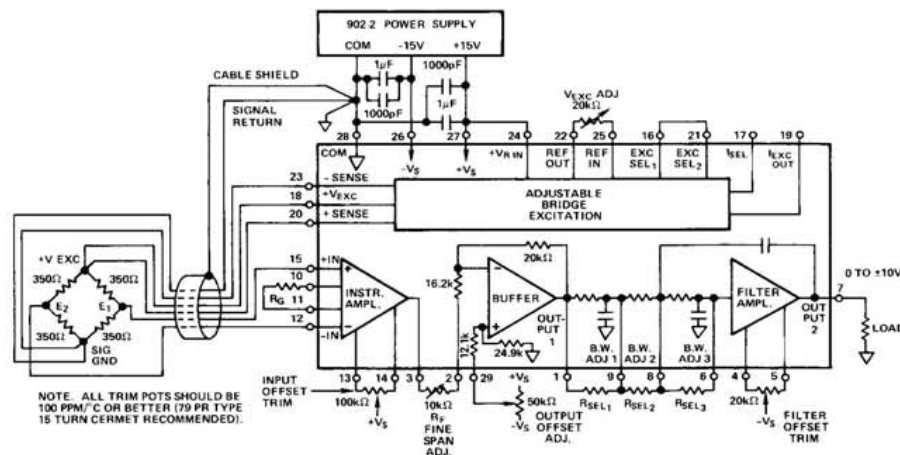 902-2 POWER SUPPLY
COM -15V +15V
1µF 1000pF
CABLE SHIELD
SIGNAL RETURN
1000pF 1µF
VEXC ADJ
20kΩ
28 26 27 24 22 25 16 21 17 19
COM -VS +VS +VR IN REF OUT REF IN EXC SEL1 EXC SEL2 ISEL IEXC OUT
23 - SENSE
18 +VEXC
20 + SENSE
ADJUSTABLE BRIDGE EXCITATION
+V EXC
350Ω 350Ω
E2 E1
350Ω 350Ω
SIG GND
15 +IN
10
RG
11
12 -IN
+
INSTR. AMPL.
−
20kΩ
16.2k
−
BUFFER
+
12.1k
24.9k
OUT-
PUT
1
B.W. ADJ 1
B.W. ADJ 2
B.W. ADJ 3
FILTER AMPL.
OUT
PUT
2
0 TO ±10V
7
LOAD
13 14 3 2 29 +VS 1 9 8 6 4 5
INPUT OFFSET TRIM
100kΩ
+VS
10kΩ
RF
FINE SPAN ADJ.
50kΩ
-VS
OUTPUT OFFSET ADJ.
RSEL1 RSEL2 RSEL3
20kΩ
-VS
FILTER OFFSET TRIM
NOTE. ALL TRIM POTS SHOULD BE
100 PPM/°C OR BETTER (79 PR TYPE
15 TURN CERMET RECOMMENDED).